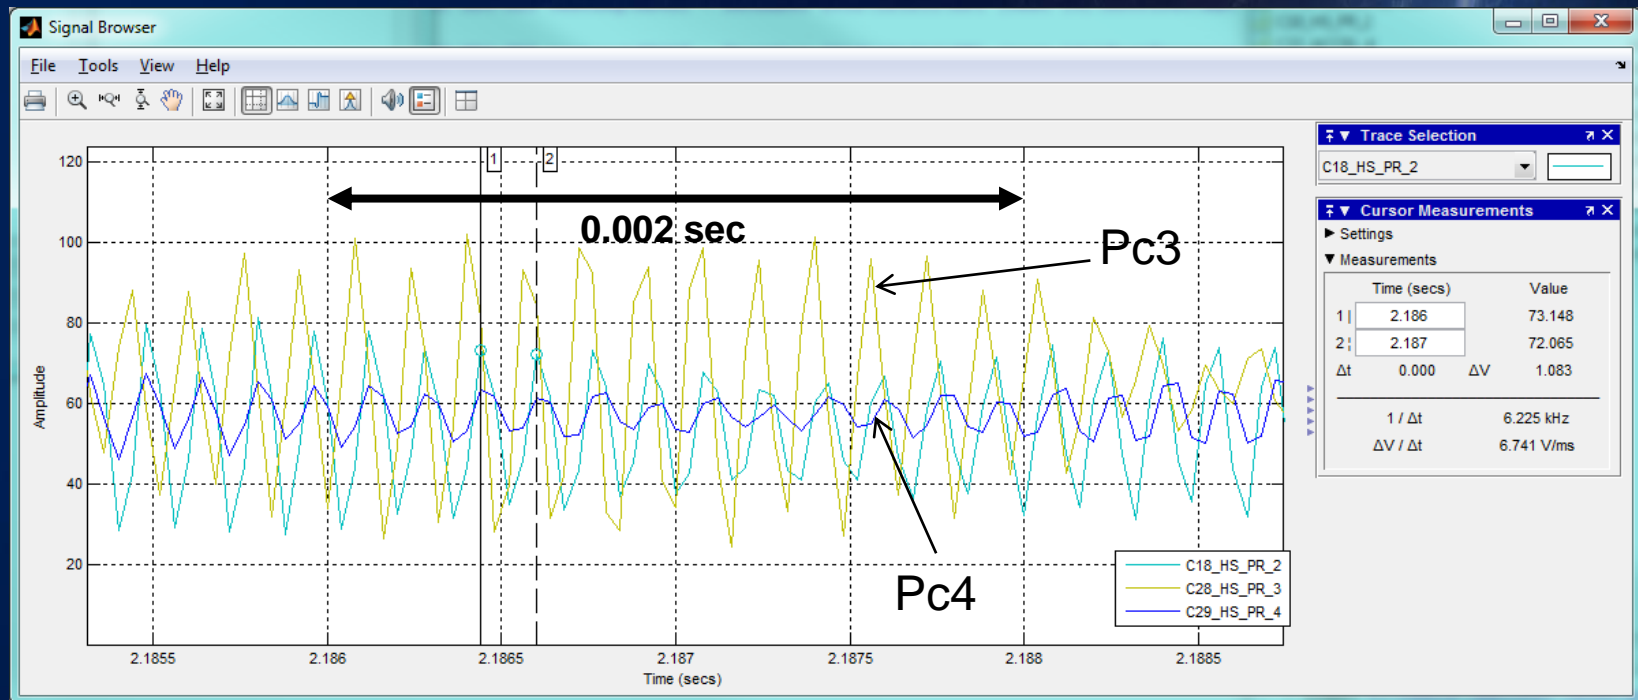 Signal Browser
File Tools View Help
Trace Selection
C18_HS_PR_2
Cursor Measurements
Settings
Measurements
Time (secs) Value
1 | 2.186 73.148
2 ¦ 2.187 72.065
Δt 0.000 ΔV 1.083
1 / Δt 6.225 kHz
ΔV / Δt 6.741 V/ms
120
100
80
60
40
20
Amplitude
1
2
0.002 sec
Pc3
Pc4
C18_HS_PR_2
C28_HS_PR_3
C29_HS_PR_4
2.1855 2.186 2.1865 2.187 2.1875 2.188 2.1885
Time (secs)